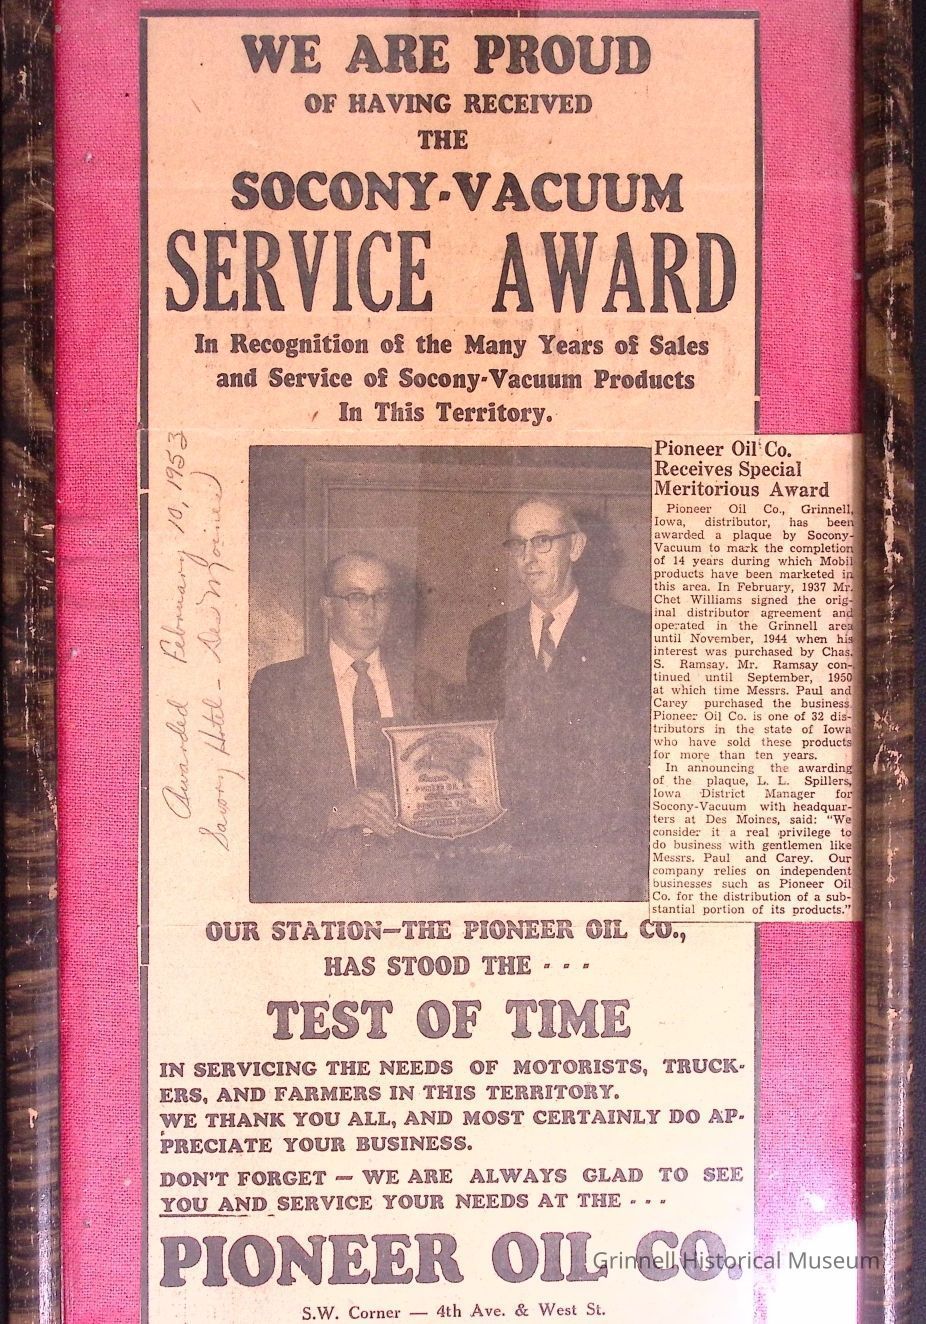 WE ARE PROUD
OF HAVING RECEIVED
THE
SOCONY-VACUUM
SERVICE AWARD
In Recognition of the Many Years of Sales
and Service of Socony-Vacuum Products
In This Territory.
Awarded February 10, 1953
Savory Hotel - Des Moines
Pioneer Oil Co.
Receives Special
Meritorious Award
Pioneer Oil Co., Grinnell,
Iowa, distributor, has been
awarded a plaque by Socony-
Vacuum to mark the completion
of 14 years during which Mobil
products have been marketed in
this area. In February, 1937 Mr.
Chet Williams signed the orig-
inal distributor agreement and
operated in the Grinnell area
until November, 1944 when his
interest was purchased by Chas.
S. Ramsay. Mr. Ramsay con-
tinued until September, 1950
at which time Messrs. Paul and
Carey purchased the business.
Pioneer Oil Co. is one of 32 dis-
tributors in the state of Iowa
who have sold these products
for more than ten years.
In announcing the awarding
of the plaque, L. L. Spillers,
Iowa District Manager for
Socony-Vacuum with headquar-
ters at Des Moines, said: "We
consider it a real privilege to
do business with gentlemen like
Messrs. Paul and Carey. Our
company relies on independent
businesses such as Pioneer Oil
Co. for the distribution of a sub-
stantial portion of its products."
OUR STATION—THE PIONEER OIL CO.,
HAS STOOD THE - - -
TEST OF TIME
IN SERVICING THE NEEDS OF MOTORISTS, TRUCK-
ERS, AND FARMERS IN THIS TERRITORY.
WE THANK YOU ALL, AND MOST CERTAINLY DO AP-
PRECIATE YOUR BUSINESS.
DON'T FORGET — WE ARE ALWAYS GLAD TO SEE
YOU AND SERVICE YOUR NEEDS AT THE - - -
PIONEER OIL CO.
Grinnell Historical Museum
S.W. Corner — 4th Ave. & West St.